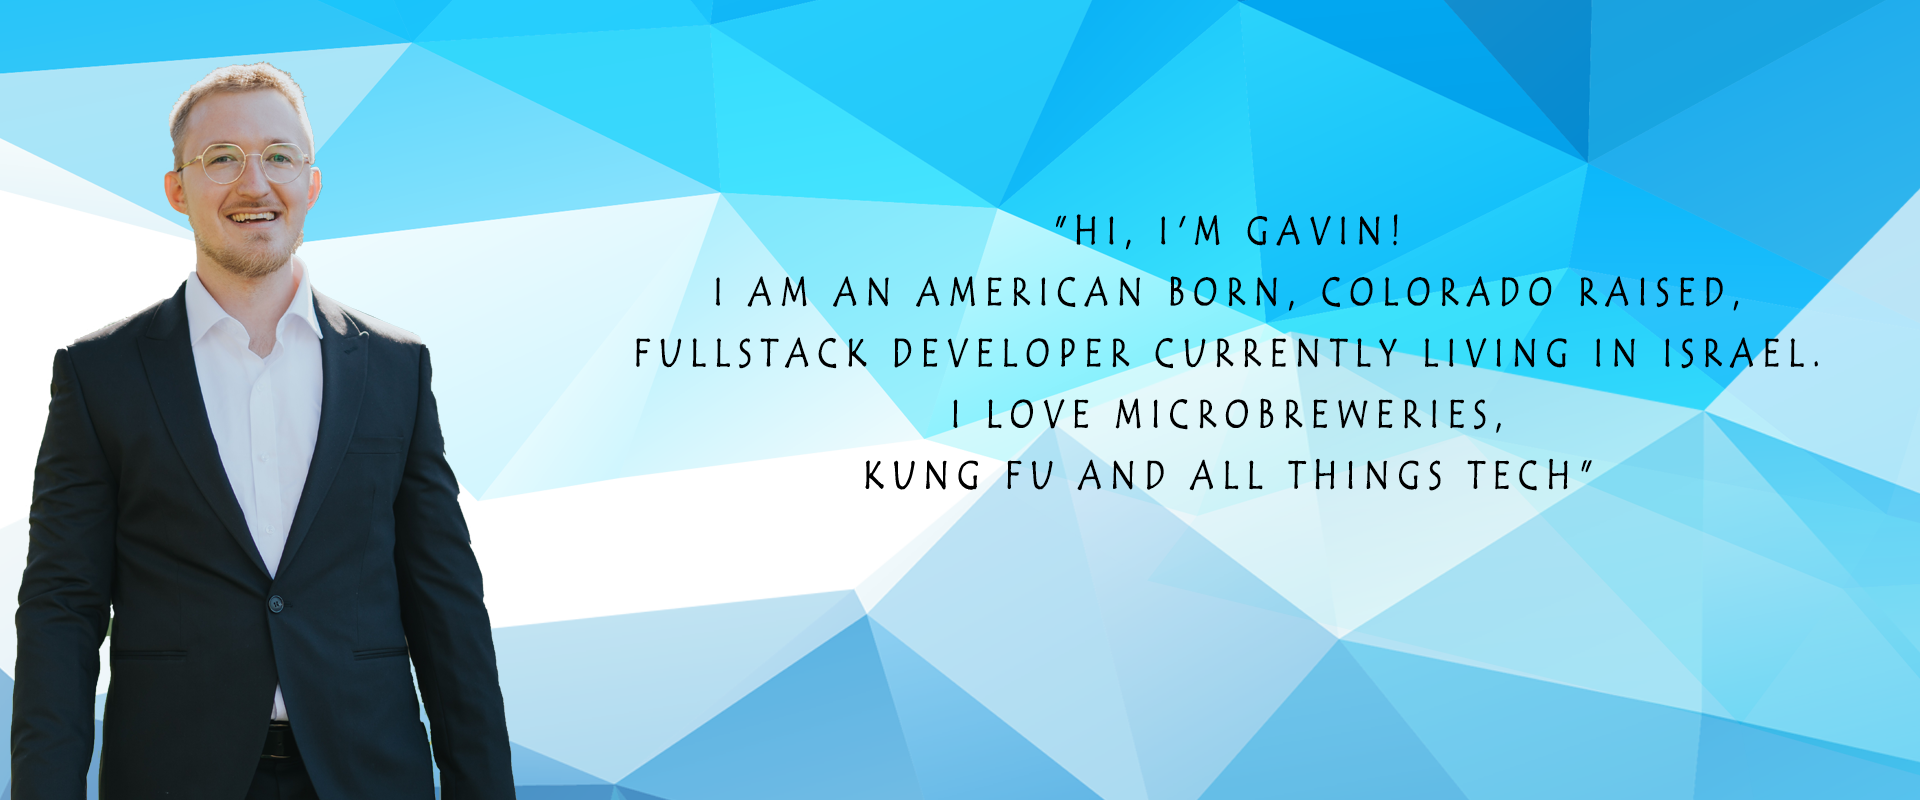 "HI, I'M GAVIN!
I AM AN AMERICAN BORN, COLORADO RAISED,
FULLSTACK DEVELOPER CURRENTLY LIVING IN ISRAEL.
I LOVE MICROBREWERIES,
KUNG FU AND ALL THINGS TECH"